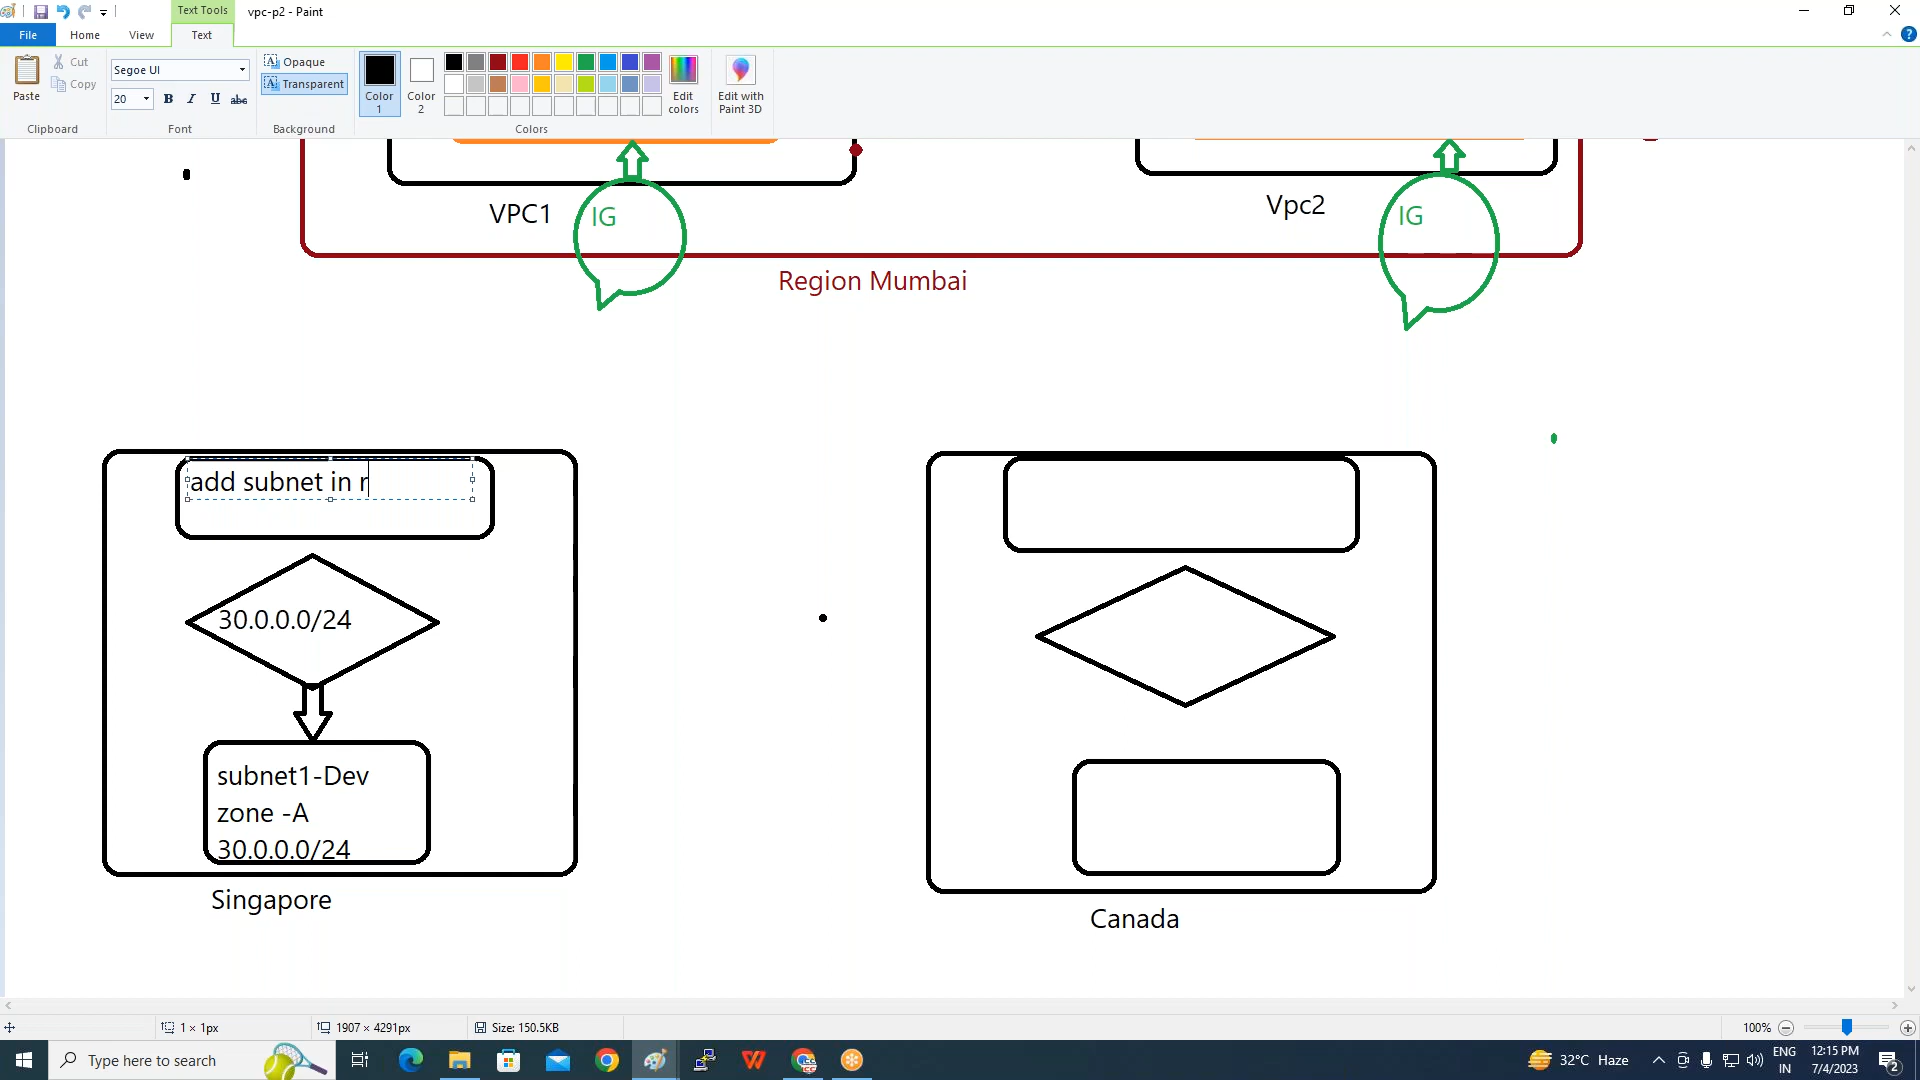 Text Tools
vpc-p2 - Paint
File
Home
View
Text
Paste
Cut
Copy
Clipboard
Segoe UI
20
B
I
U
abc
Font
Opaque
Transparent
Background
Color
1
Color
2
Edit
colors
Colors
Edit with
Paint 3D
VPC1
IG
Vpc2
IG
Region Mumbai
add subnet in r
30.0.0.0/24
subnet1-Dev
zone -A
30.0.0.0/24
Singapore
Canada
1 × 1px
1907 × 4291px
Size: 150.5KB
100%
Type here to search
32°C Haze
ENG
IN
12:15 PM
7/4/2023
2